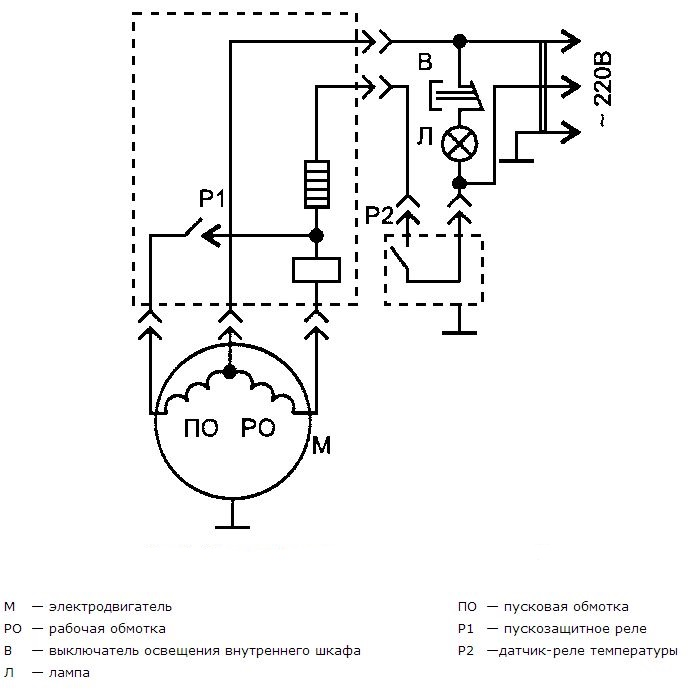 В
~ 220В
Л
Р1
Р2
ПО РО
М
М — электродвигатель
РО — рабочая обмотка
В — выключатель освещения внутреннего шкафа
Л — лампа
ПО — пусковая обмотка
Р1 — пускозащитное реле
Р2 —датчик-реле температуры